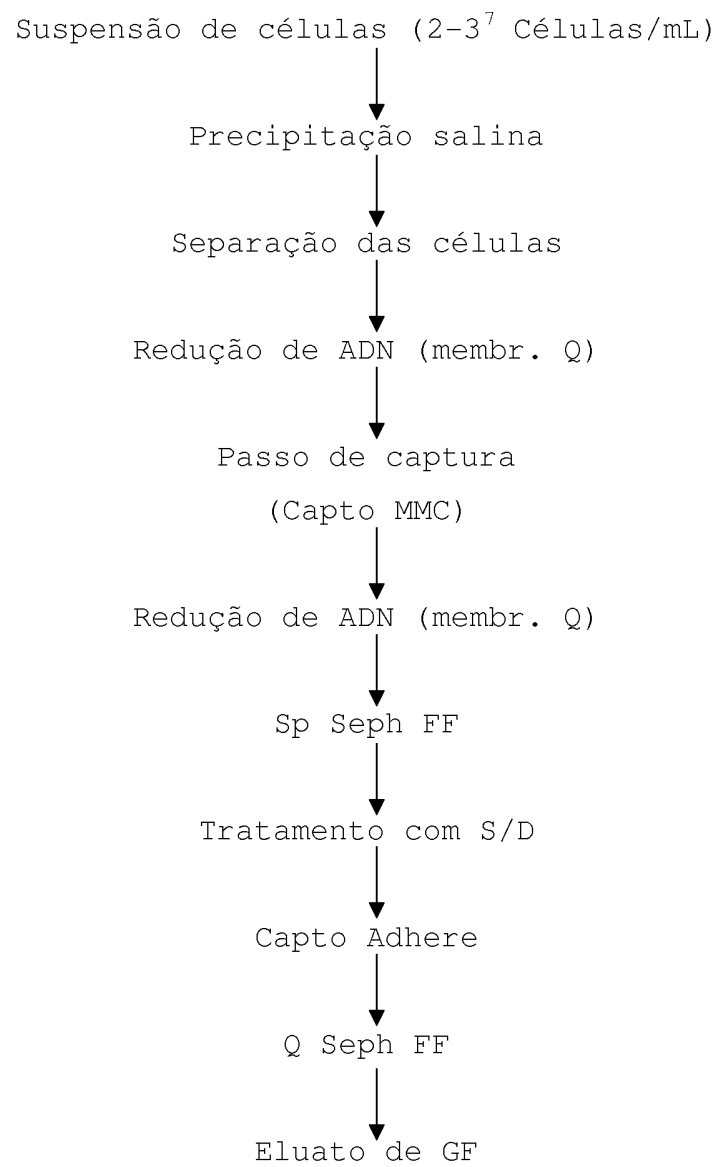 Suspensão de células (2-3⁷ Células/mL)
Precipitação salina
Separação das células
Redução de ADN (membr. Q)
Passo de captura
(Capto MMC)
Redução de ADN (membr. Q)
Sp Seph FF
Tratamento com S/D
Capto Adhere
Q Seph FF
Eluato de GF